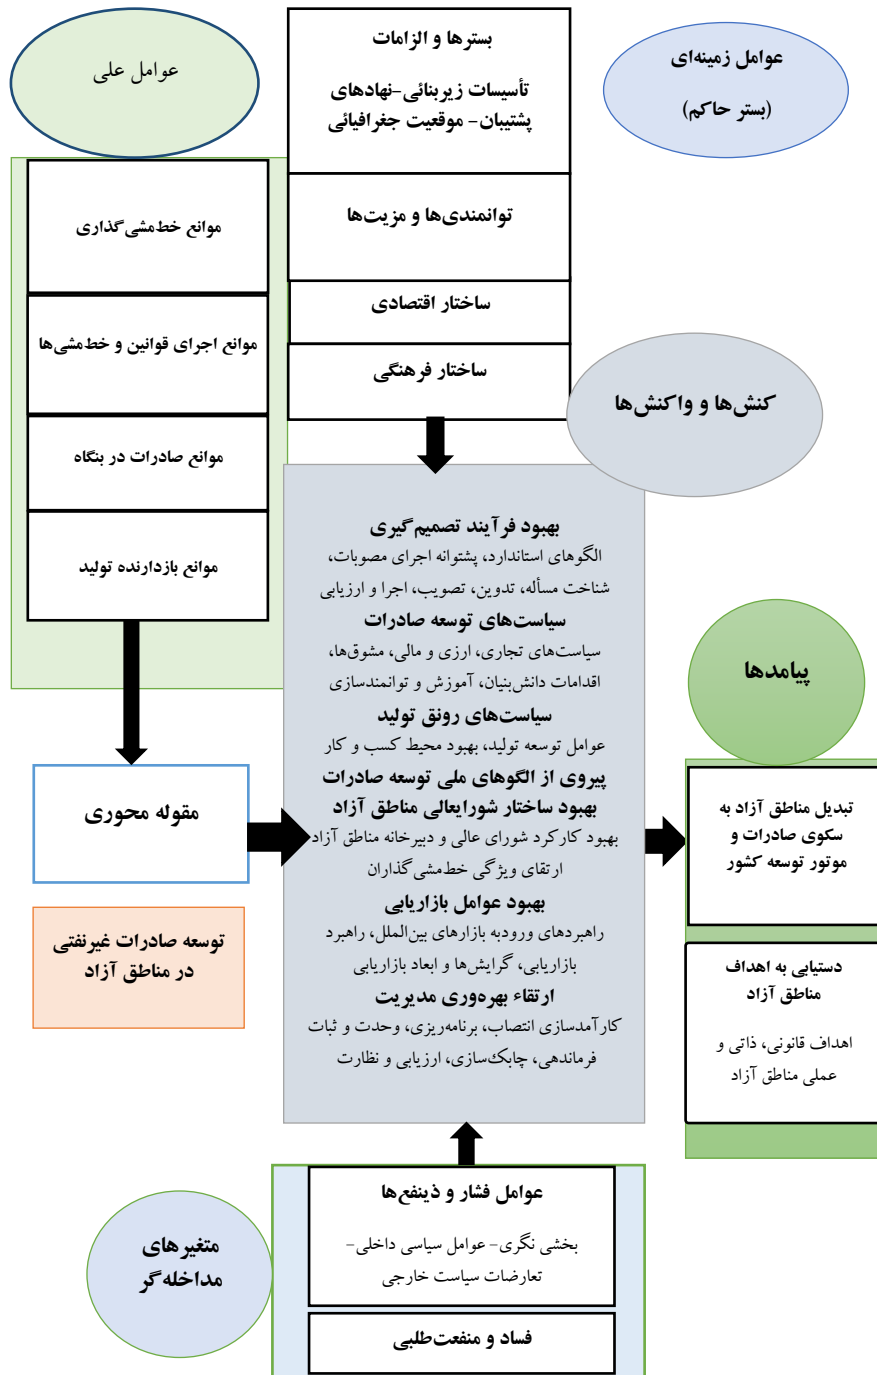 عوامل علی
بسترها و الزامات
تأسیسات زیربنائی-نهادهای
پشتیبان- موقعیت جغرافیائی
عوامل زمینه‌ای
(بستر حاکم)
موانع خط‌مشی‌گذاری
توانمندی‌ها و مزیت‌ها
ساختار اقتصادی
موانع اجرای قوانین و خط‌مشی‌ها
ساختار فرهنگی
کنش‌ها و واکنش‌ها
موانع صادرات در بنگاه
موانع بازدارنده تولید
بهبود فرآیند تصمیم‌گیری
الگوهای استاندارد، پشتوانه اجرای مصوبات،
شناخت مسأله، تدوین، تصویب، اجرا و ارزیابی
سیاست‌های توسعه صادرات
سیاست‌های تجاری، ارزی و مالی، مشوق‌ها،
اقدامات دانش‌بنیان، آموزش و توانمندسازی
سیاست‌های رونق تولید
عوامل توسعه تولید، بهبود محیط کسب و کار
پیروی از الگوهای ملی توسعه صادرات
بهبود ساختار شورایعالی مناطق آزاد
بهبود کارکرد شورای عالی و دبیرخانه مناطق آزاد
ارتقای ویژگی خط‌مشی‌گذاران
بهبود عوامل بازاریابی
راهبردهای ورودبه بازارهای بین‌الملل، راهبرد
بازاریابی، گرایش‌ها و ابعاد بازاریابی
ارتقاء بهره‌وری مدیریت
کارآمدسازی انتصاب، برنامه‌ریزی، وحدت و ثبات
فرماندهی، چابک‌سازی، ارزیابی و نظارت
مقوله محوری
توسعه صادرات غیرنفتی
در مناطق آزاد
پیامدها
تبدیل مناطق آزاد به
سکوی صادرات و
موتور توسعه کشور
دستیابی به اهداف
مناطق آزاد
اهداف قانونی، ذاتی و
عملی مناطق آزاد
متغیرهای
مداخله‌گر
عوامل فشار و ذینفع‌ها
بخشی نگری- عوامل سیاسی داخلی-
تعارضات سیاست خارجی
فساد و منفعت‌طلبی